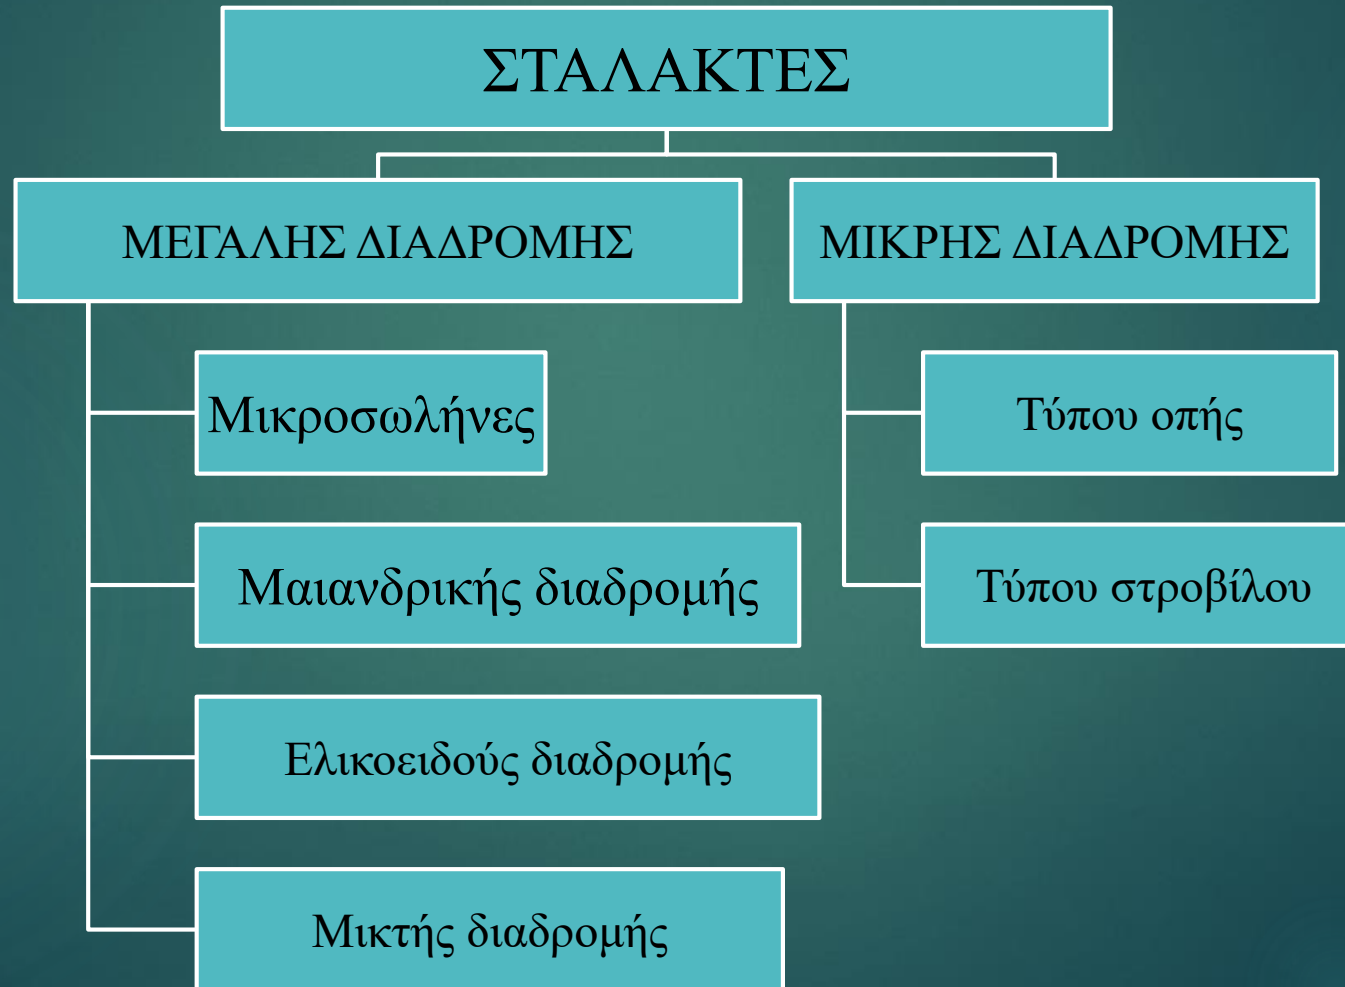 ΣΤΑΛΑΚΤΕΣ
ΜΕΓΑΛΗΣ ΔΙΑΔΡΟΜΗΣ
Μικροσωλήνες
Μαιανδρικής διαδρομής
Ελικοειδούς διαδρομής
Μικτής διαδρομής
ΜΙΚΡΗΣ ΔΙΑΔΡΟΜΗΣ
Τύπου οπής
Τύπου στροβίλου